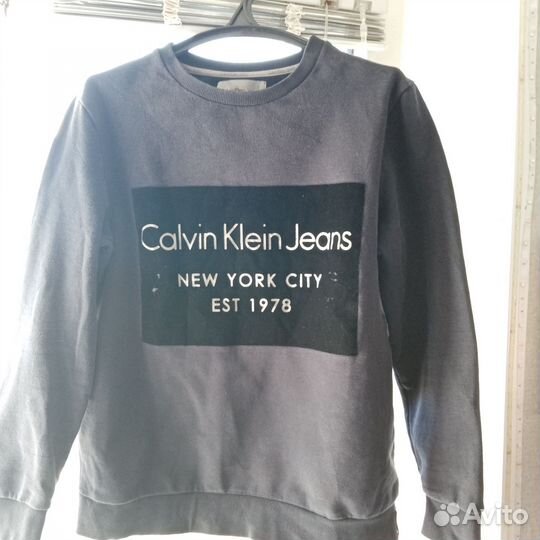 Calvin Klein Jeans
NEW YORK CITY
EST 1978
Avito